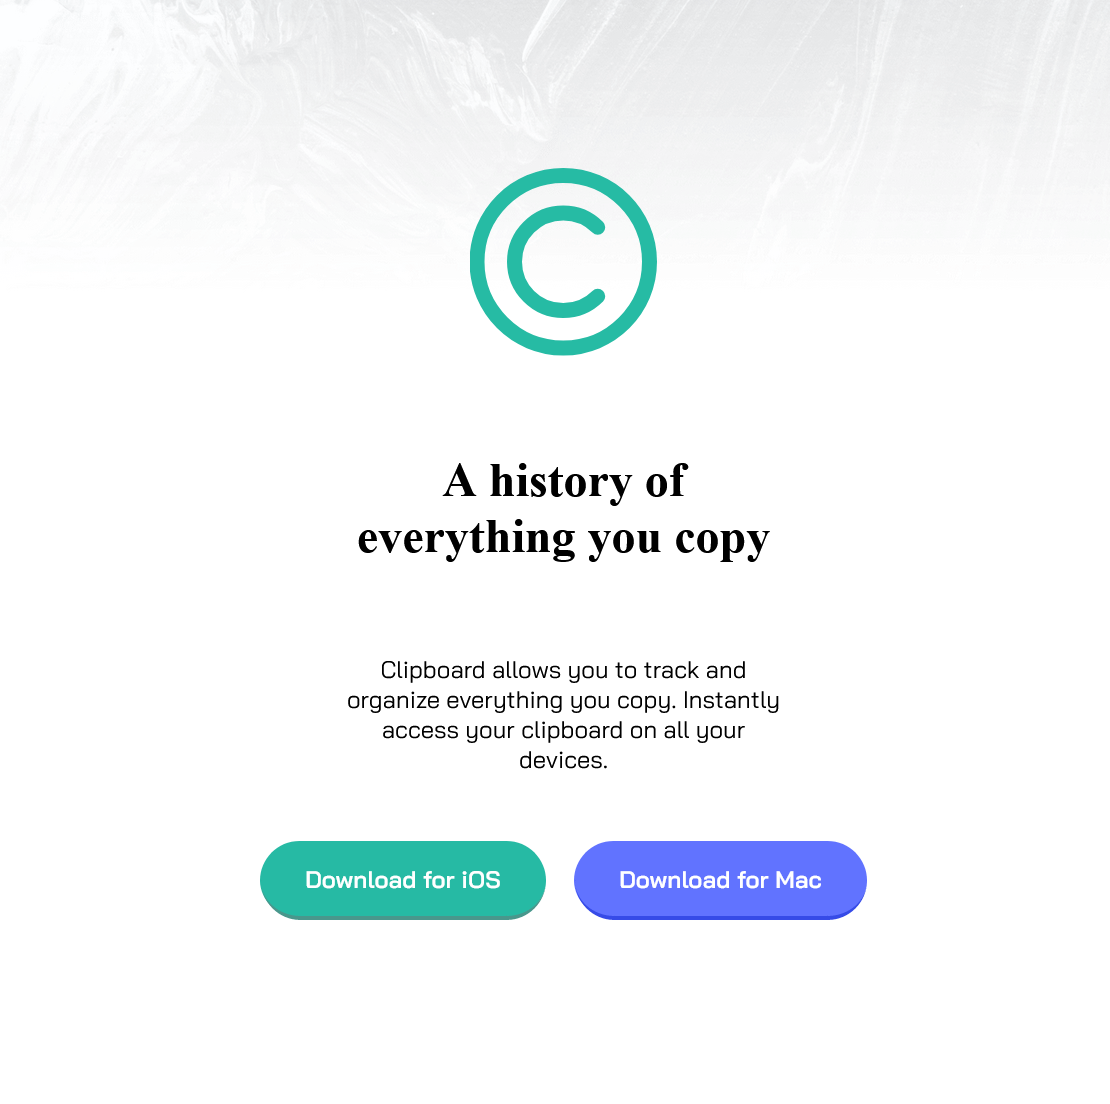 A history of
everything you copy
Clipboard allows you to track and
organize everything you copy. Instantly
access your clipboard on all your
devices.
Download for iOS
Download for Mac